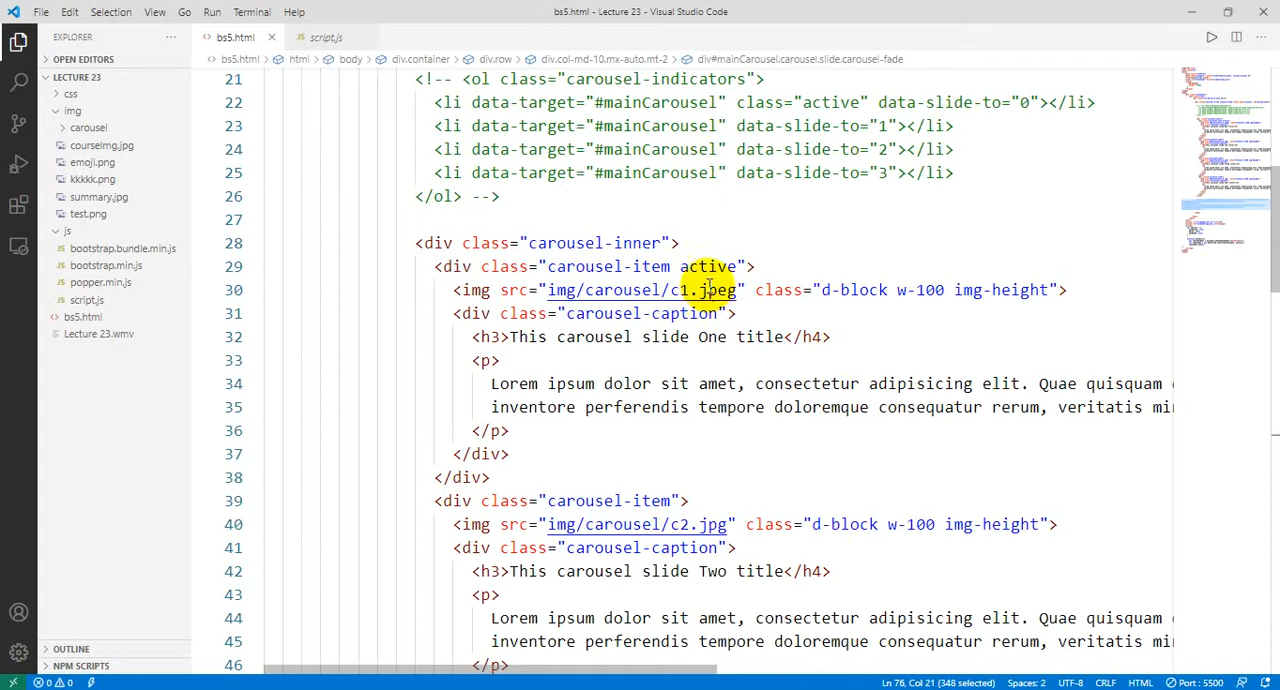 File Edit Selection View Go Run Terminal Help
bs5.html - Lecture 23 - Visual Studio Code
EXPLORER
bs5.html
script.js
bs5.html > html > body > div.container > div.row > div.col-md-10.mx-auto.mt-2 > div#mainCarousel.carousel.slide.carousel-fade
OPEN EDITORS
LECTURE 23
css
img
carousel
courseimg.jpg
emoji.png
kkkkk.png
summary.jpg
test.png
js
bootstrap.bundle.min.js
bootstrap.min.js
popper.min.js
script.js
bs5.html
Lecture 23.wmv
OUTLINE
NPM SCRIPTS
21 <!-- <ol class="carousel-indicators">
22 <li data-target="#mainCarousel" class="active" data-slide-to="0"></li>
23 <li data-target="#mainCarousel" data-slide-to="1"></li>
24 <li data-target="#mainCarousel" data-slide-to="2"></li>
25 <li data-target="#mainCarousel" data-slide-to="3"></li>
26 </ol> -->
27
28 <div class="carousel-inner">
29 <div class="carousel-item active">
30 <img src="img/carousel/c1.jpeg" class="d-block w-100 img-height">
31 <div class="carousel-caption">
32 <h3>This carousel slide One title</h4>
33 <p>
34 Lorem ipsum dolor sit amet, consectetur adipisicing elit. Quae quisquam
35 inventore perferendis tempore doloremque consequatur rerum, veritatis
36 </p>
37 </div>
38 </div>
39 <div class="carousel-item">
40 <img src="img/carousel/c2.jpg" class="d-block w-100 img-height">
41 <div class="carousel-caption">
42 <h3>This carousel slide Two title</h4>
43 <p>
44 Lorem ipsum dolor sit amet, consectetur adipisicing elit. Quae quisquam
45 inventore perferendis tempore doloremque consequatur rerum, veritatis
46 </p>
0 0 Ln 76, Col 21 (348 selected) Spaces: 2 UTF-8 CRLF HTML Port : 5500